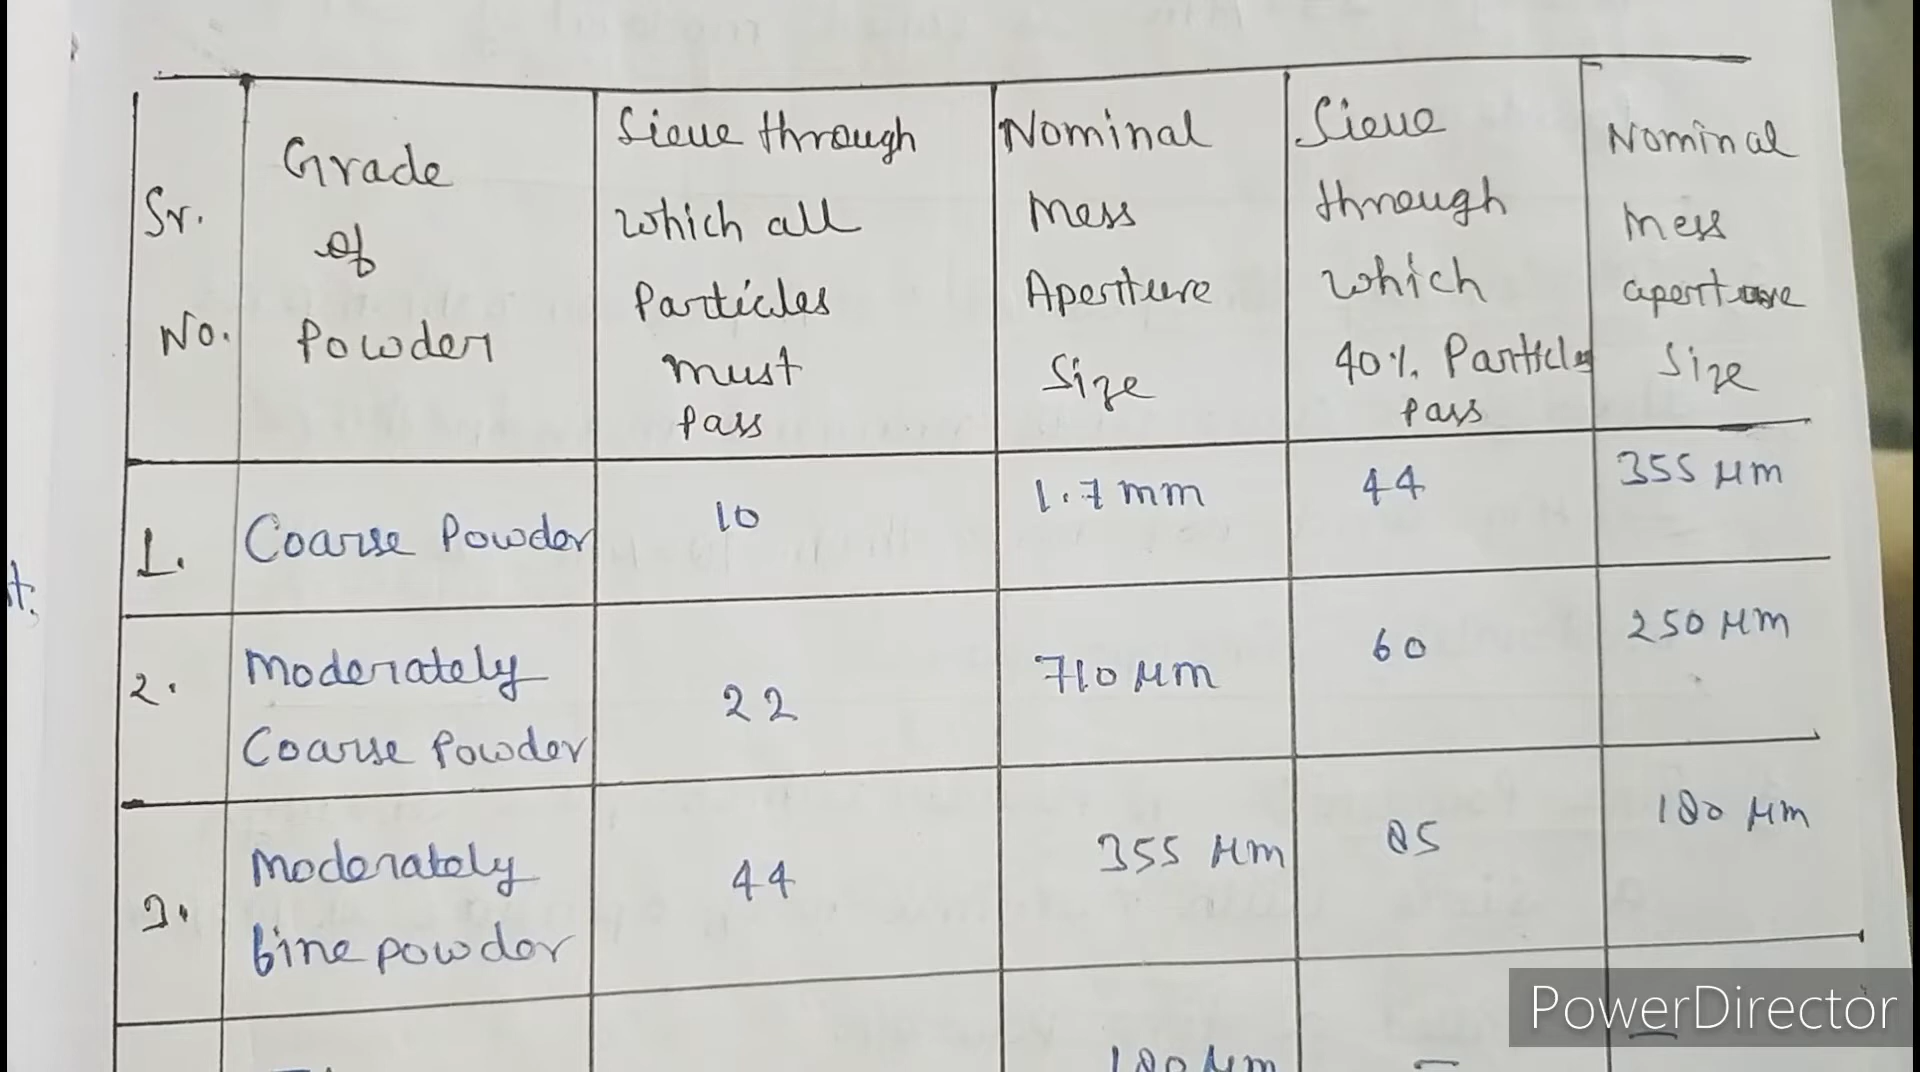 Sr.
No.
Grade
of
Powder
Sieve through
which all
Particles
must
pass
Nominal
Mess
Aperture
Size
Sieve
through
which
40% Particles
pass
Nominal
mess
aperture
Size
1. Coarse Powder 10 1.7 mm 44 355 µm
2. Moderately
Coarse Powder 22 710 µm 60 250 µm
3. Moderately
fine powder 44 355 µm 85 180 µm
180 µm – –
t.
PowerDirector